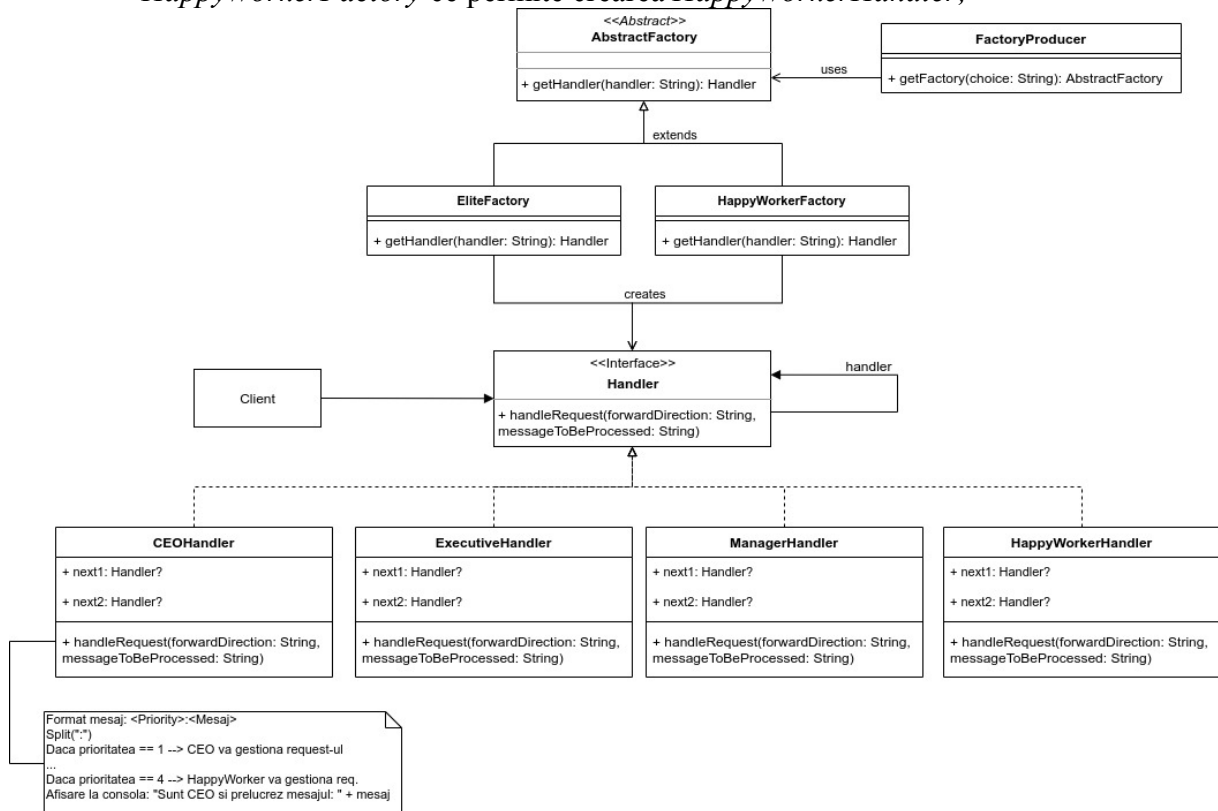 HappyWorkerFactory ce permite crearea HappyWorkerHandler;
<<Abstract>>
AbstractFactory
+ getHandler(handler: String): Handler
uses
FactoryProducer
+ getFactory(choice: String): AbstractFactory
extends
EliteFactory
+ getHandler(handler: String): Handler
HappyWorkerFactory
+ getHandler(handler: String): Handler
creates
Client
<<Interface>>
Handler
+ handleRequest(forwardDirection: String,
messageToBeProcessed: String)
handler
CEOHandler
+ next1: Handler?
+ next2: Handler?
+ handleRequest(forwardDirection: String,
messageToBeProcessed: String)
ExecutiveHandler
+ next1: Handler?
+ next2: Handler?
+ handleRequest(forwardDirection: String,
messageToBeProcessed: String)
ManagerHandler
+ next1: Handler?
+ next2: Handler?
+ handleRequest(forwardDirection: String,
messageToBeProcessed: String)
HappyWorkerHandler
+ next1: Handler?
+ next2: Handler?
+ handleRequest(forwardDirection: String,
messageToBeProcessed: String)
Format mesaj: <Priority>:<Mesaj>
Split(":")
Daca prioritatea == 1 --> CEO va gestiona request-ul
...
Daca prioritatea == 4 --> HappyWorker va gestiona req.
Afisare la consola: "Sunt CEO si prelucrez mesajul: " + mesaj